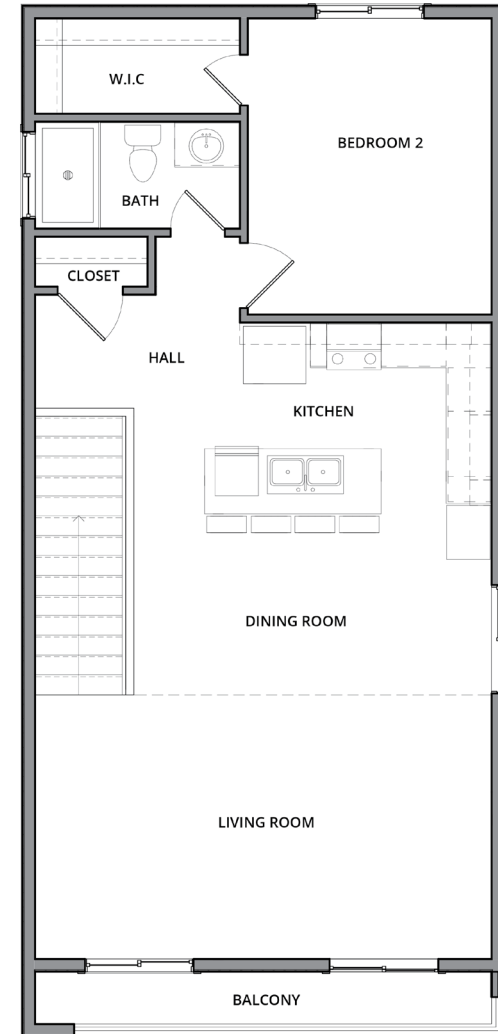 W.I.C
BEDROOM 2
BATH
CLOSET
HALL
KITCHEN
DINING ROOM
LIVING ROOM
BALCONY